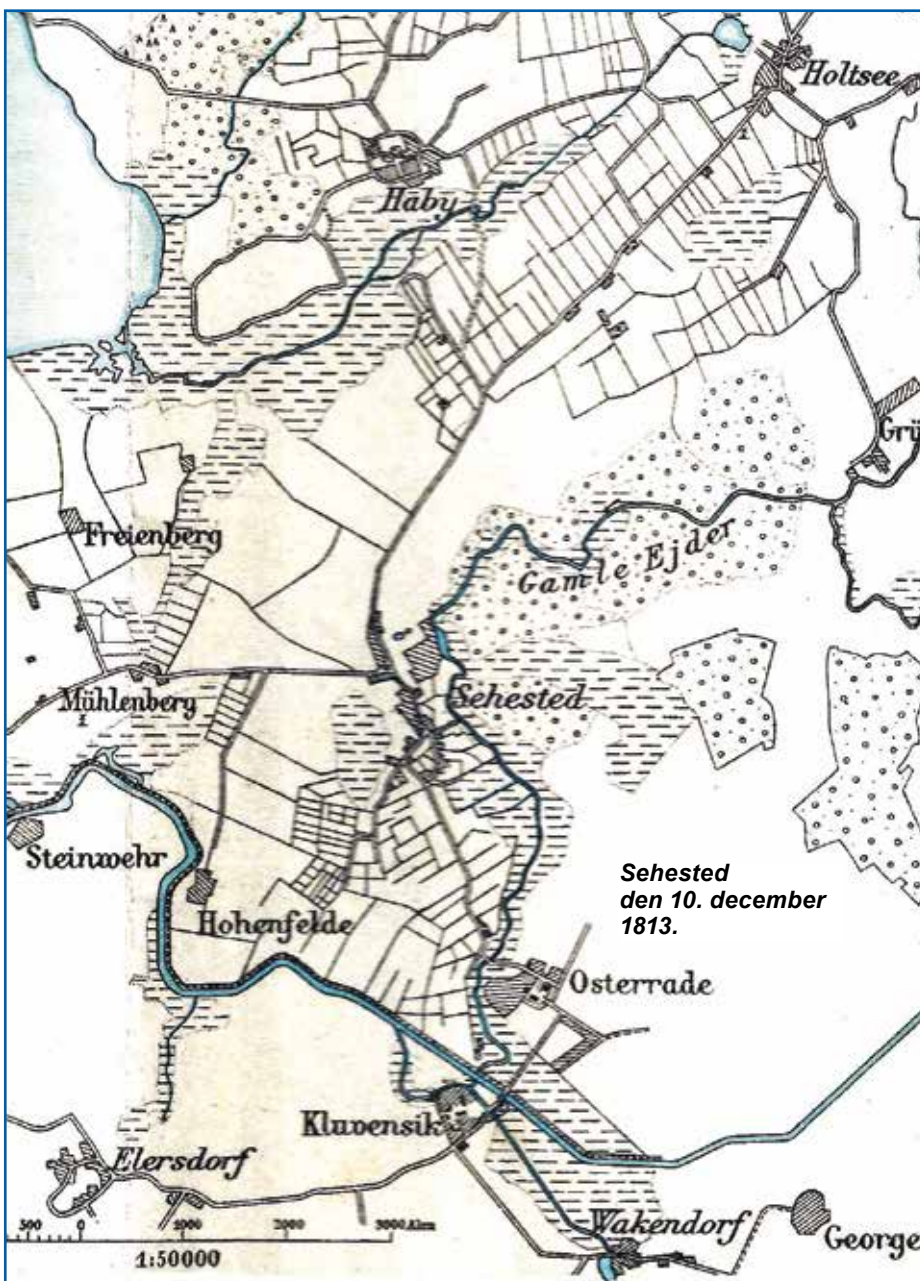 Holtsee
Häby
Grü
Gamle Ejder
Freienberg
Sehested
Mühlenberg
Steinwehr
Hohenfelde
Sehested
den 10. december
1813.
Osterrade
Kluvensik
Elersdorf
Wakendorf
George
500 0 1000 2000 3000 Alen
1:50000